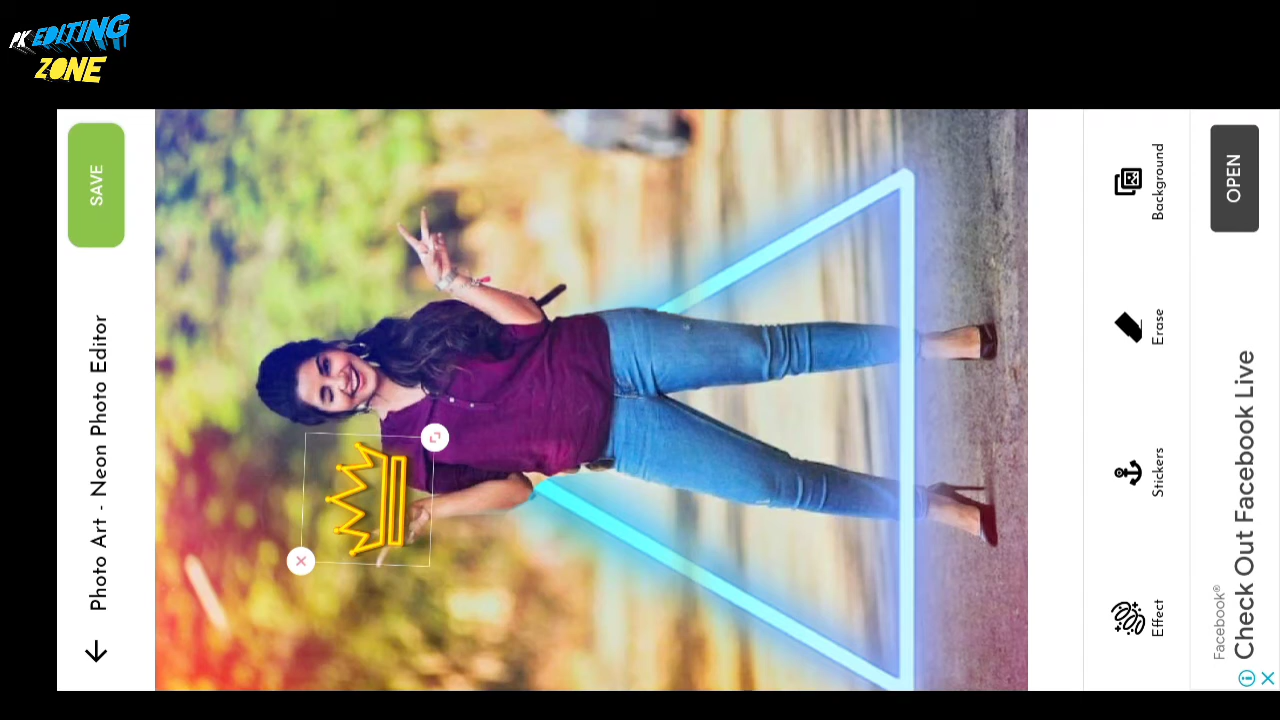 PK EDITING
ZONE
Photo Art - Neon Photo Editor
SAVE
Effect
Stickers
Erase
Background
Facebook®
Check Out Facebook Live
OPEN